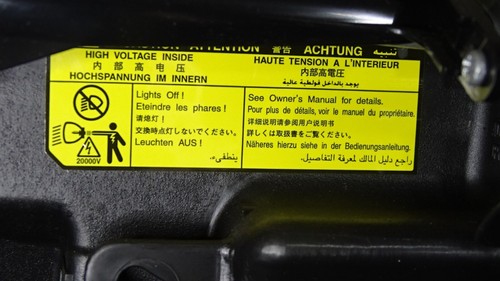 CAUTION ATTENTION 警告 ACHTUNG تنبيه
HIGH VOLTAGE INSIDE
内部高电压
HOCHSPANNUNG IM INNERN
HAUTE TENSION A L'INTERIEUR
内部高電圧
يوجد بالداخل فولطية عالية
Lights Off !
Eteindre les phares !
请熄灯 !
交換時点灯しないでください。
Leuchten AUS !
ينطفىء.
20000V
See Owner's Manual for details.
Pour plus de détails, voir le manuel du propriétaire.
详细说明请参阅用户说明书
詳しくは取扱書をご覧ください。
Näheres hierzu siehe in der Bedienungsanleitung.
راجع دليل المالك لمعرفة التفاصيل.